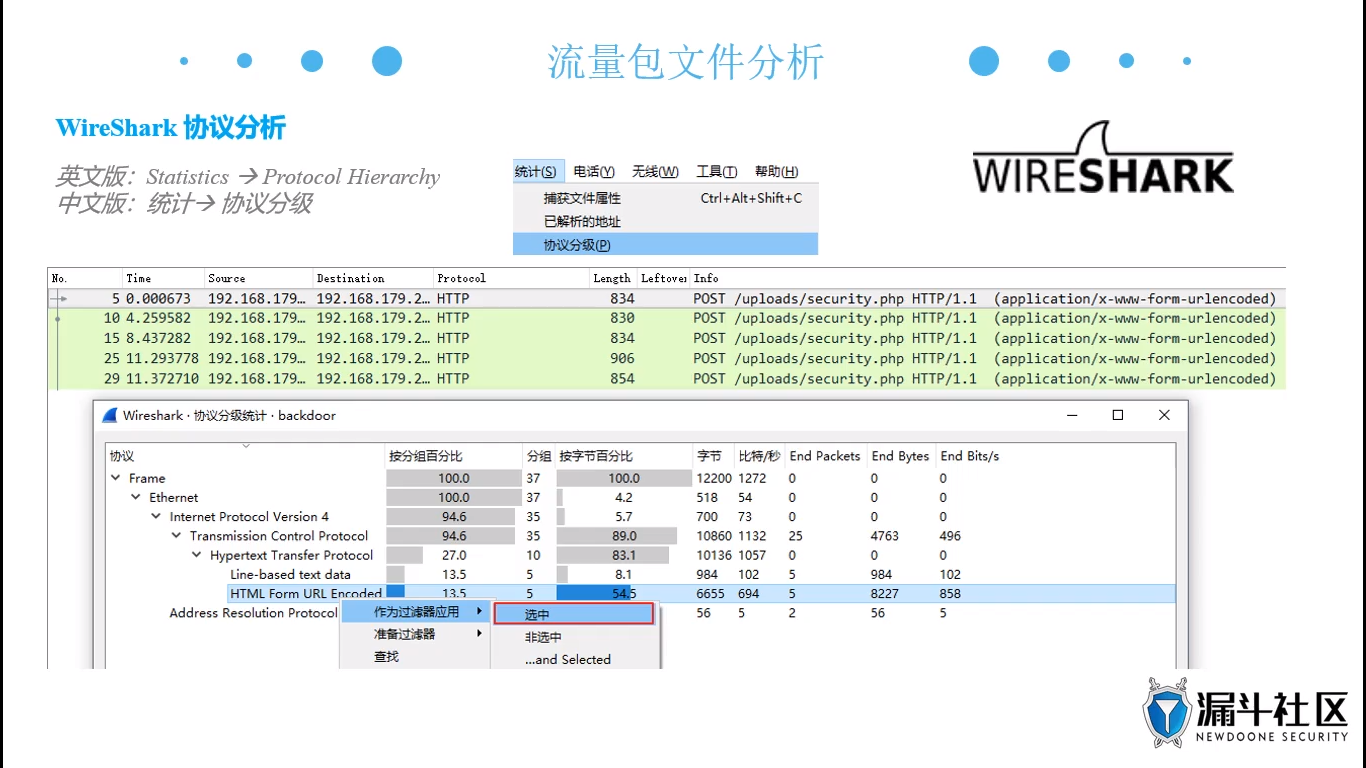 流量包文件分析
WireShark 协议分析
WIRESHARK
英文版：Statistics → Protocol Hierarchy
中文版：统计→ 协议分级
统计(S) 电话(Y) 无线(W) 工具(T) 帮助(H)
捕获文件属性 Ctrl+Alt+Shift+C
已解析的地址
协议分级(P)
No. Time Source Destination Protocol Length Leftover Info
5 0.000673 192.168.179… 192.168.179.2… HTTP 834 POST /uploads/security.php HTTP/1.1 (application/x-www-form-urlencoded)
10 4.259582 192.168.179… 192.168.179.2… HTTP 830 POST /uploads/security.php HTTP/1.1 (application/x-www-form-urlencoded)
15 8.437282 192.168.179… 192.168.179.2… HTTP 834 POST /uploads/security.php HTTP/1.1 (application/x-www-form-urlencoded)
25 11.293778 192.168.179… 192.168.179.2… HTTP 906 POST /uploads/security.php HTTP/1.1 (application/x-www-form-urlencoded)
29 11.372710 192.168.179… 192.168.179.2… HTTP 854 POST /uploads/security.php HTTP/1.1 (application/x-www-form-urlencoded)
Wireshark · 协议分级统计 · backdoor
协议 按分组百分比 分组 按字节百分比 字节 比特/秒 End Packets End Bytes End Bits/s
Frame 100.0 37 100.0 12200 1272 0 0 0
Ethernet 100.0 37 4.2 518 54 0 0 0
Internet Protocol Version 4 94.6 35 5.7 700 73 0 0 0
Transmission Control Protocol 94.6 35 89.0 10860 1132 25 4763 496
Hypertext Transfer Protocol 27.0 10 83.1 10136 1057 0 0 0
Line-based text data 13.5 5 8.1 984 102 5 984 102
HTML Form URL Encoded 13.5 5 54.5 6655 694 5 8227 858
Address Resolution Protocol 56 5 2 56 5
作为过滤器应用 选中
准备过滤器 非选中
查找 …and Selected
漏斗社区
NEWDOONE SECURITY